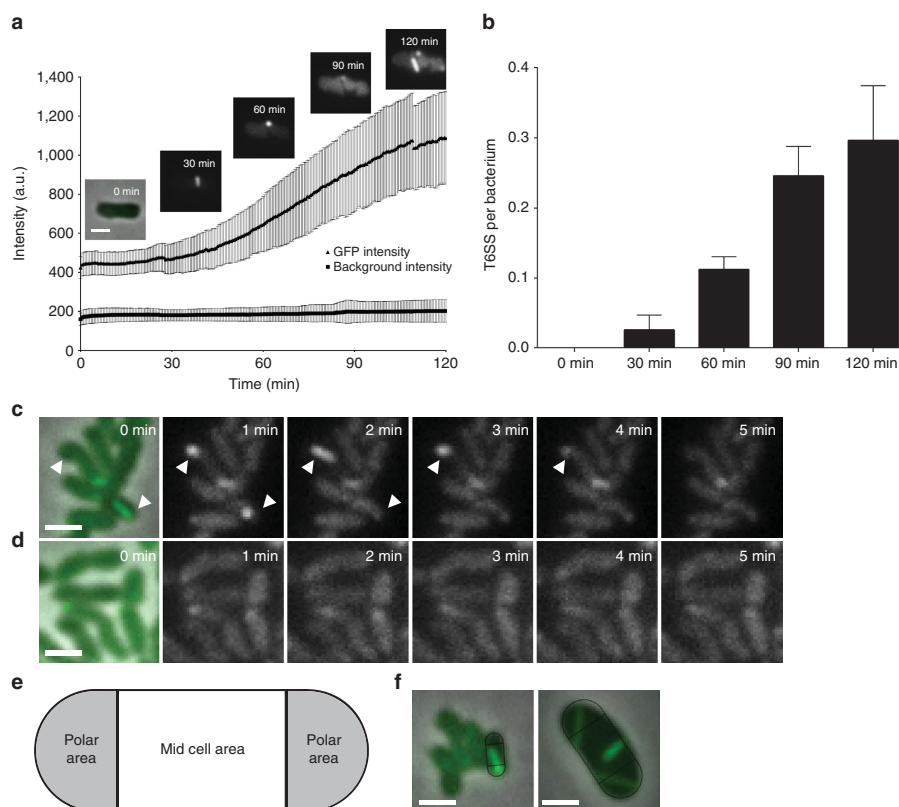 a
1,400
1,200
1,000
800
600
400
200
0
Intensity (a.u.)
0 min
30 min
60 min
90 min
120 min
GFP intensity
Background intensity
0
30
60
90
120
Time (min)
b
0.4
0.3
0.2
0.1
0.0
T6SS per bacterium
0 min
30 min
60 min
90 min
120 min
c
0 min
1 min
2 min
3 min
4 min
5 min
d
0 min
1 min
2 min
3 min
4 min
5 min
e
Polar
area
Mid cell area
Polar
area
f